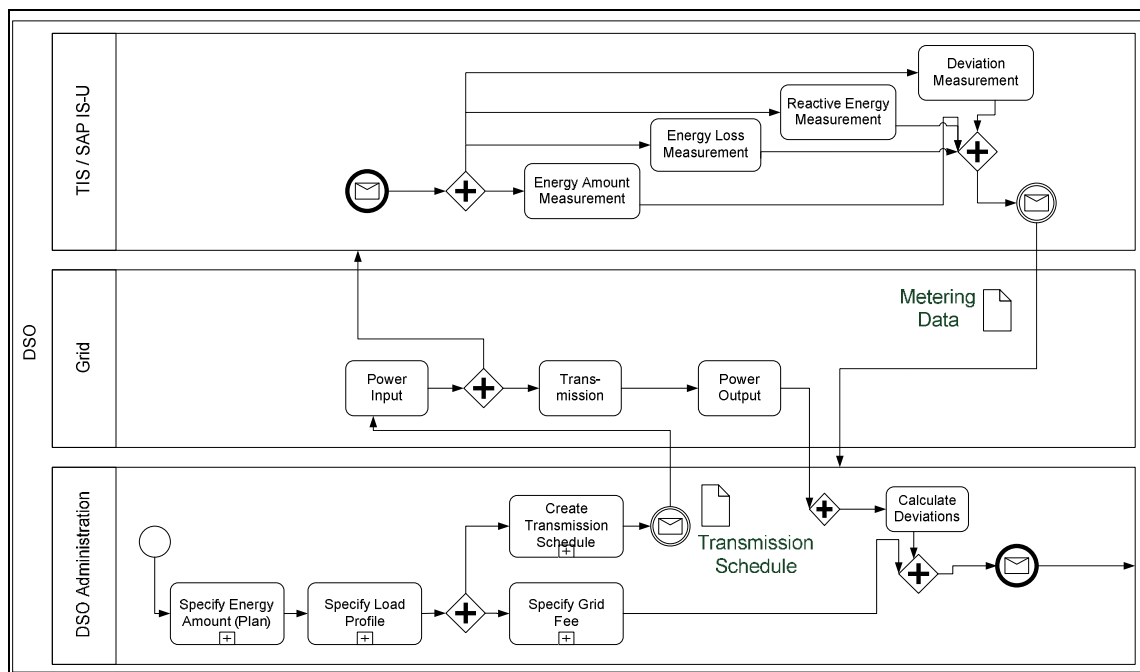 DSO
TIS / SAP IS-U
Deviation
Measurement
Reactive Energy
Measurement
Energy Loss
Measurement
Energy Amount
Measurement
Grid
Metering
Data
Power
Input
Trans-
mission
Power
Output
DSO Administration
Create
Transmission
Schedule
Transmission
Schedule
Calculate
Deviations
Specify Energy
Amount (Plan)
Specify Load
Profile
Specify Grid
Fee